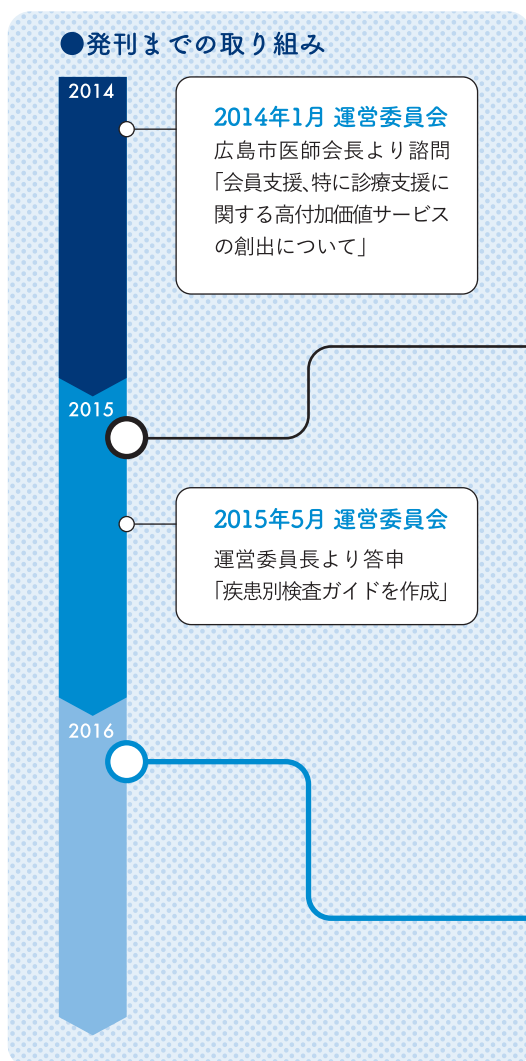 ●発刊までの取り組み
2014
2014年1月 運営委員会
広島市医師会長より諮問
「会員支援、特に診療支援に
関する高付加価値サービス
の創出について」
2015
2015年5月 運営委員会
運営委員長より答申
「疾患別検査ガイドを作成」
2016